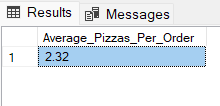 Results Messages
Average_Pizzas_Per_Order
1 2.32